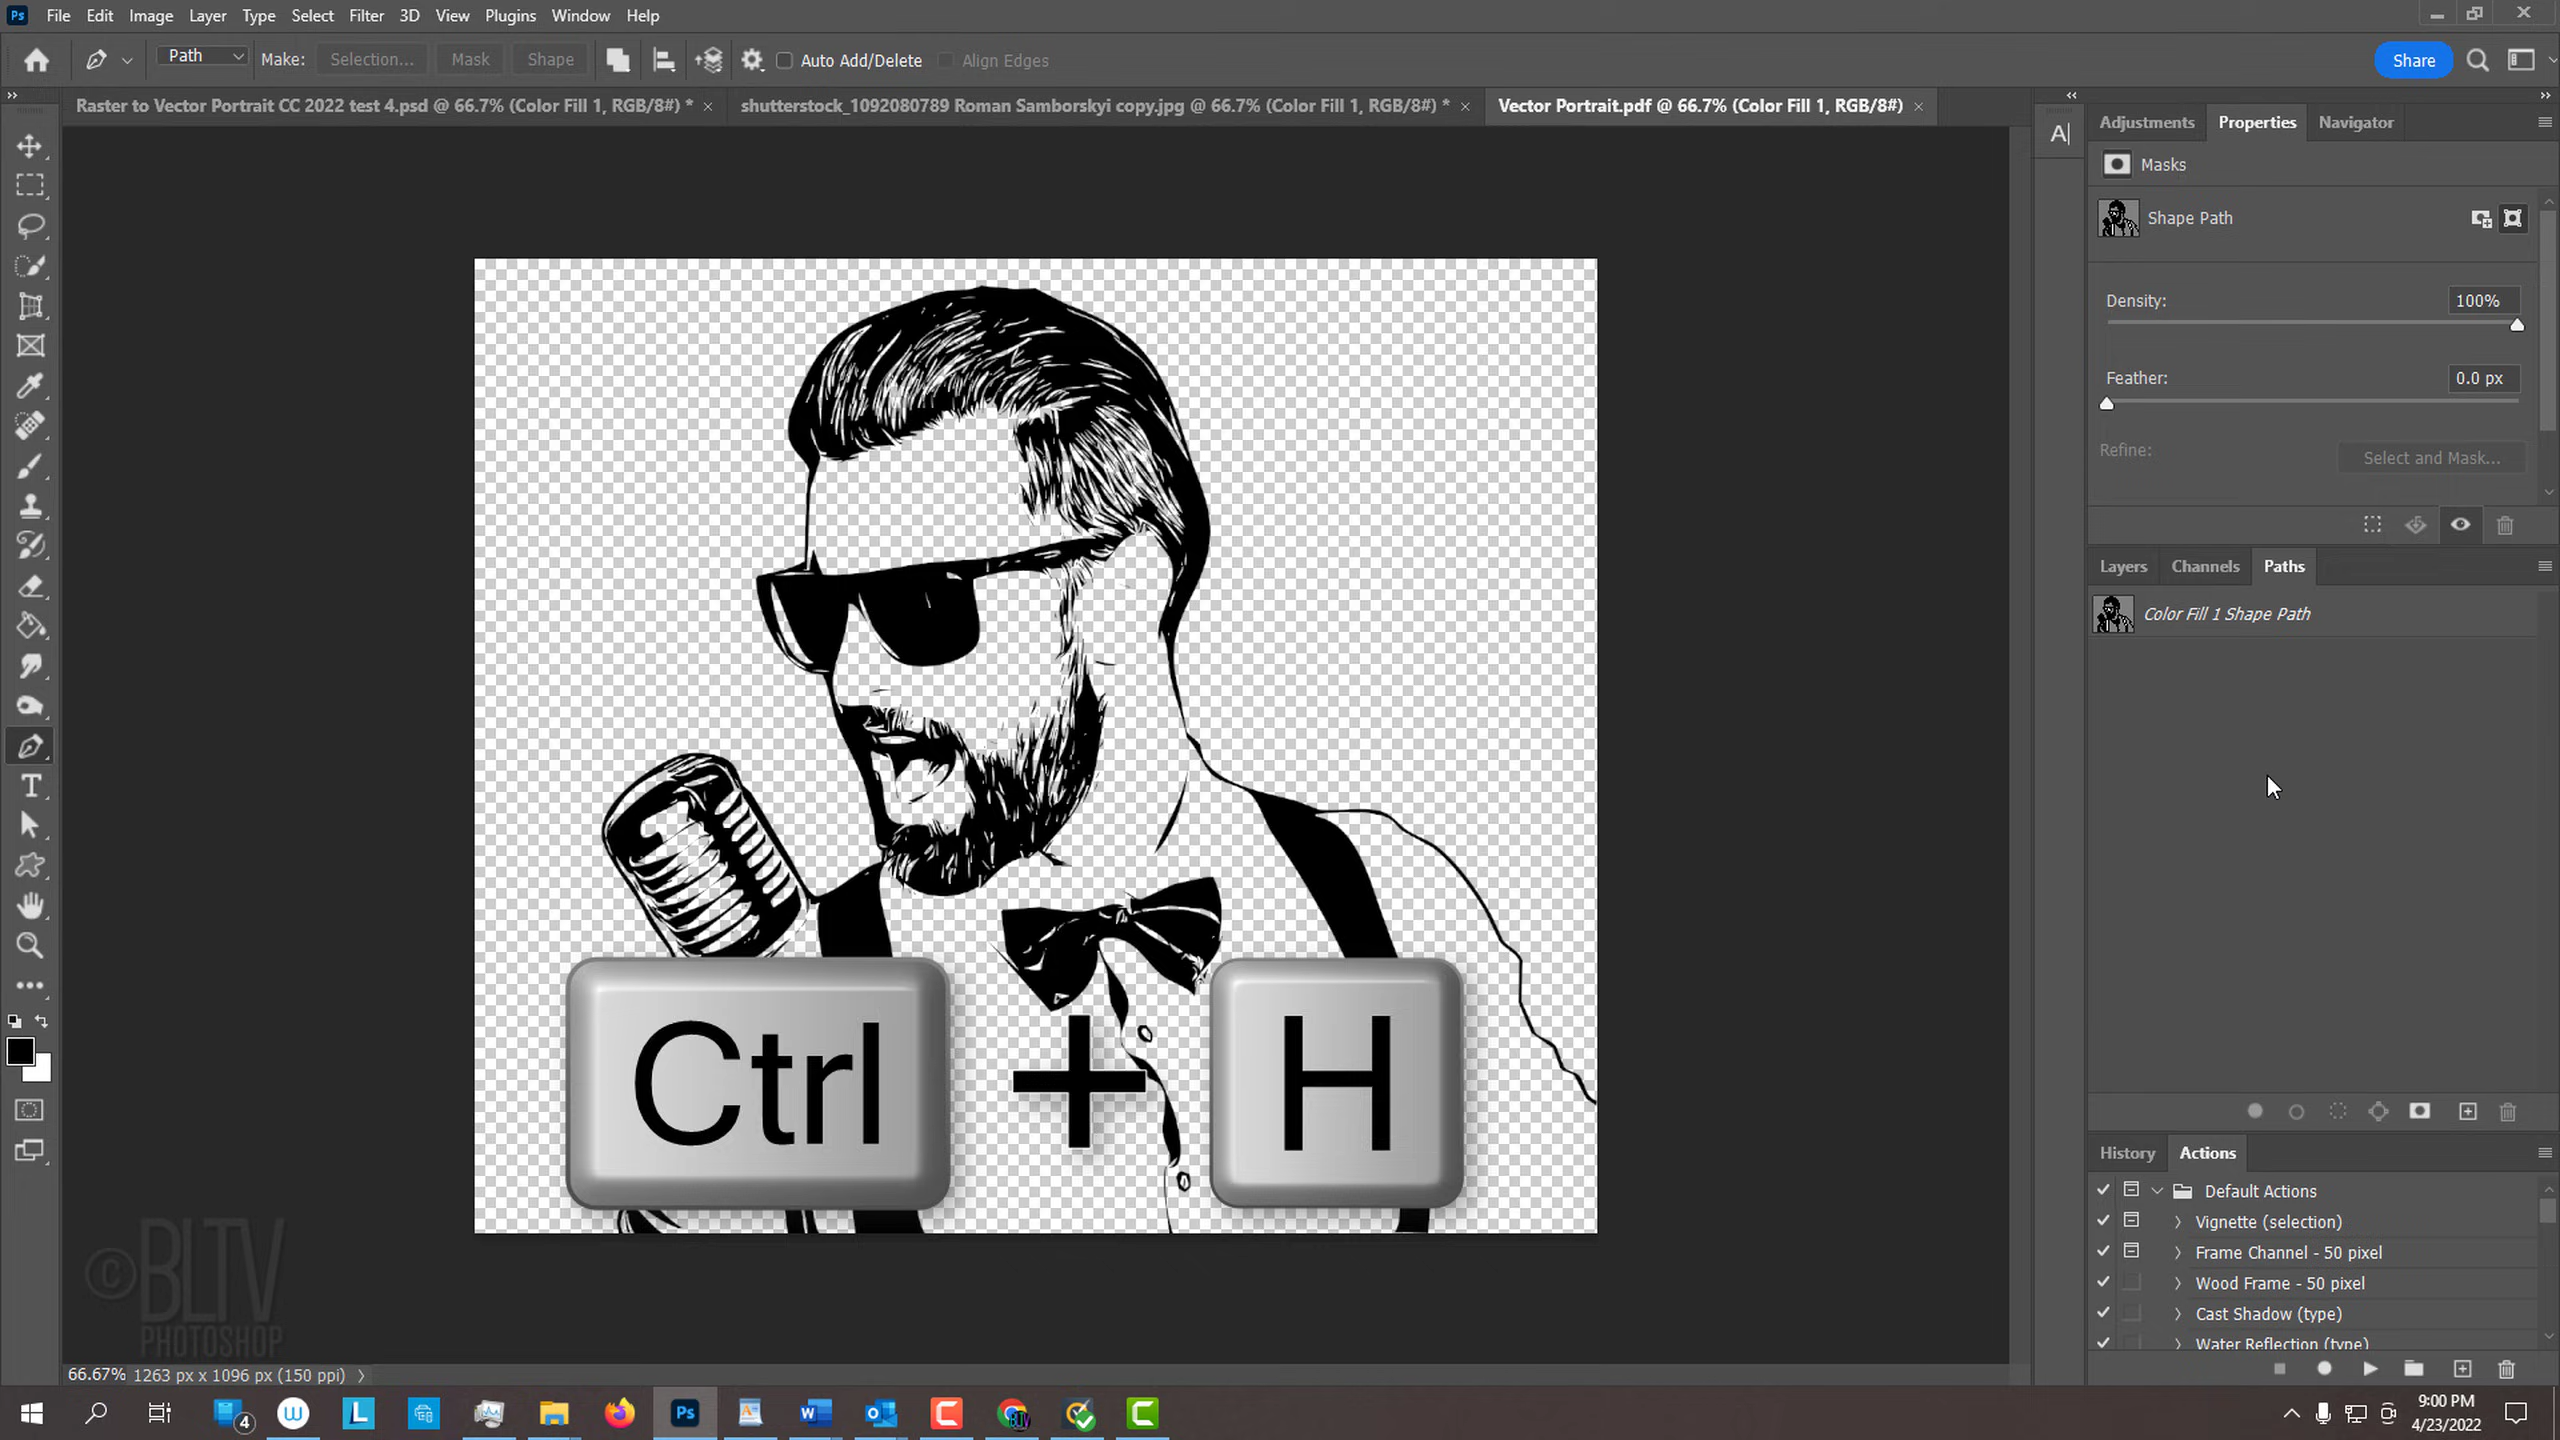 Ps File Edit Image Layer Type Select Filter 3D View Plugins Window Help
Path Make: Selection... Mask Shape Auto Add/Delete Align Edges Share
Raster to Vector Portrait CC 2022 test 4.psd @ 66.7% (Color Fill 1, RGB/8#) * × shutterstock_1092080789 Roman Samborskyi copy.jpg @ 66.7% (Color Fill 1, RGB/8#) * × Vector Portrait.pdf @ 66.7% (Color Fill 1, RGB/8#) ×
Adjustments Properties Navigator
Masks
Shape Path
Density: 100%
Feather: 0.0 px
Refine: Select and Mask...
Layers Channels Paths
Color Fill 1 Shape Path
Ctrl + H
History Actions
Default Actions
Vignette (selection)
Frame Channel - 50 pixel
Wood Frame - 50 pixel
Cast Shadow (type)
Water Reflection (type)
©BLTV
PHOTOSHOP
66.67% 1263 px x 1096 px (150 ppi)
9:00 PM
4/23/2022